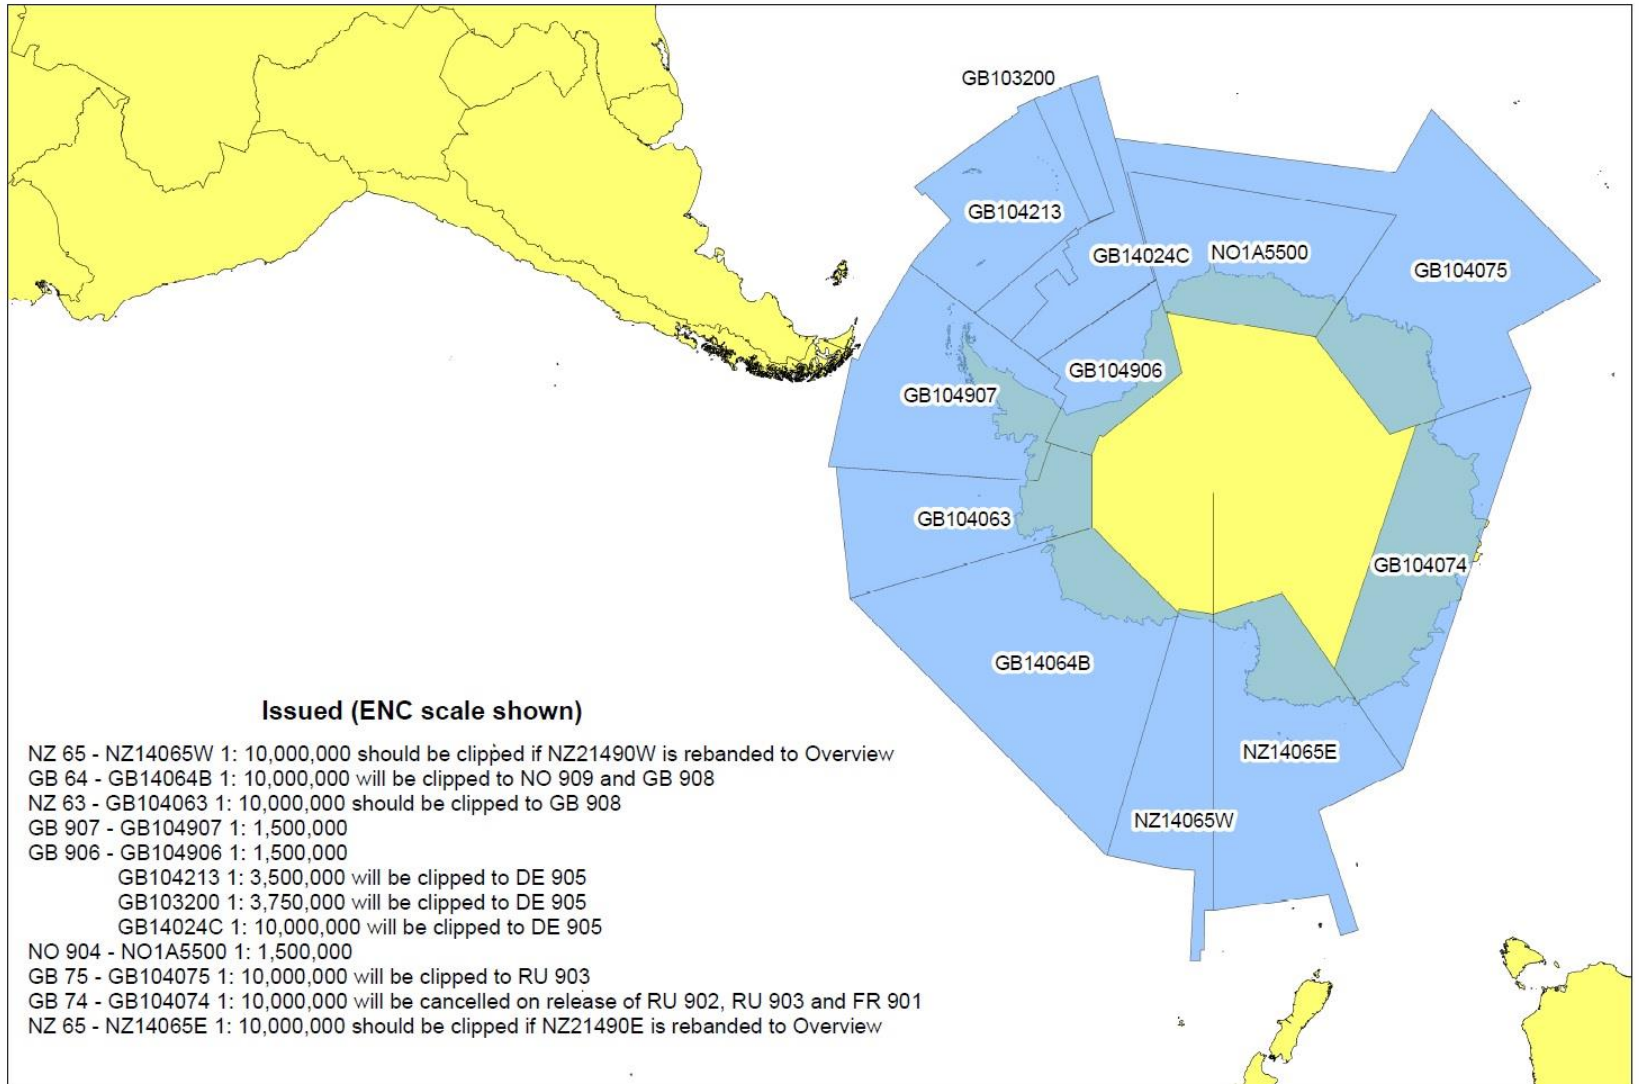 GB103200
GB104213
GB14024C
NO1A5500
GB104075
GB104906
GB104907
GB104063
GB104074
GB14064B
NZ14065E
NZ14065W
Issued (ENC scale shown)
NZ 65 - NZ14065W 1: 10,000,000 should be clipped if NZ21490W is rebanded to Overview
GB 64 - GB14064B 1: 10,000,000 will be clipped to NO 909 and GB 908
NZ 63 - GB104063 1: 10,000,000 should be clipped to GB 908
GB 907 - GB104907 1: 1,500,000
GB 906 - GB104906 1: 1,500,000
GB104213 1: 3,500,000 will be clipped to DE 905
GB103200 1: 3,750,000 will be clipped to DE 905
GB14024C 1: 10,000,000 will be clipped to DE 905
NO 904 - NO1A5500 1: 1,500,000
GB 75 - GB104075 1: 10,000,000 will be clipped to RU 903
GB 74 - GB104074 1: 10,000,000 will be cancelled on release of RU 902, RU 903 and FR 901
NZ 65 - NZ14065E 1: 10,000,000 should be clipped if NZ21490E is rebanded to Overview